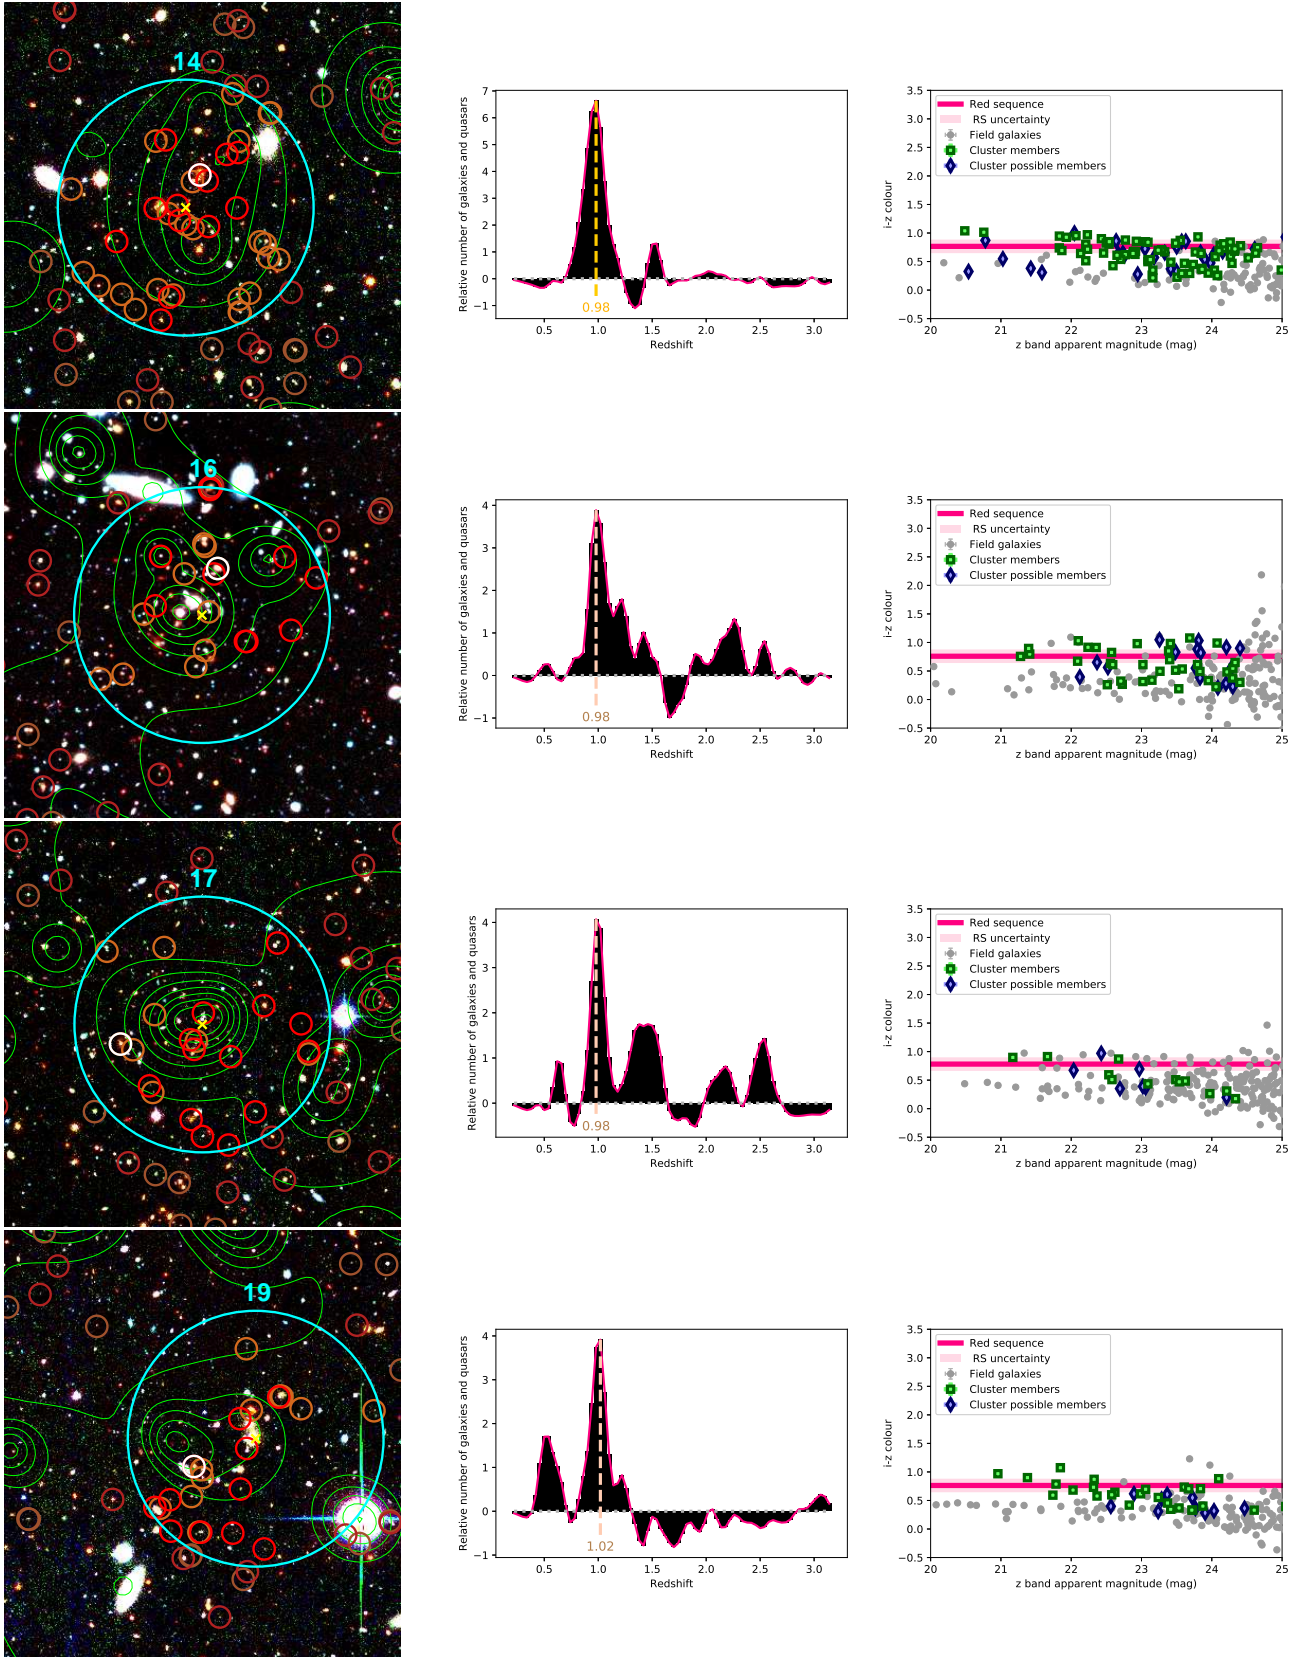 14
7
6
5
4
3
2
1
0
−1
Relative number of galaxies and quasars
0.98
0.5 1.0 1.5 2.0 2.5 3.0
Redshift
3.5
3.0
2.5
2.0
1.5
1.0
0.5
0.0
−0.5
i-z colour
Red sequence
RS uncertainty
Field galaxies
Cluster members
Cluster possible members
20 21 22 23 24 25
z band apparent magnitude (mag)
16
4
3
2
1
0
−1
Relative number of galaxies and quasars
0.98
0.5 1.0 1.5 2.0 2.5 3.0
Redshift
3.5
3.0
2.5
2.0
1.5
1.0
0.5
0.0
−0.5
i-z colour
Red sequence
RS uncertainty
Field galaxies
Cluster members
Cluster possible members
20 21 22 23 24 25
z band apparent magnitude (mag)
17
4
3
2
1
0
Relative number of galaxies and quasars
0.98
0.5 1.0 1.5 2.0 2.5 3.0
Redshift
3.5
3.0
2.5
2.0
1.5
1.0
0.5
0.0
−0.5
i-z colour
Red sequence
RS uncertainty
Field galaxies
Cluster members
Cluster possible members
20 21 22 23 24 25
z band apparent magnitude (mag)
19
4
3
2
1
0
−1
Relative number of galaxies and quasars
1.02
0.5 1.0 1.5 2.0 2.5 3.0
Redshift
3.5
3.0
2.5
2.0
1.5
1.0
0.5
0.0
−0.5
i-z colour
Red sequence
RS uncertainty
Field galaxies
Cluster members
Cluster possible members
20 21 22 23 24 25
z band apparent magnitude (mag)